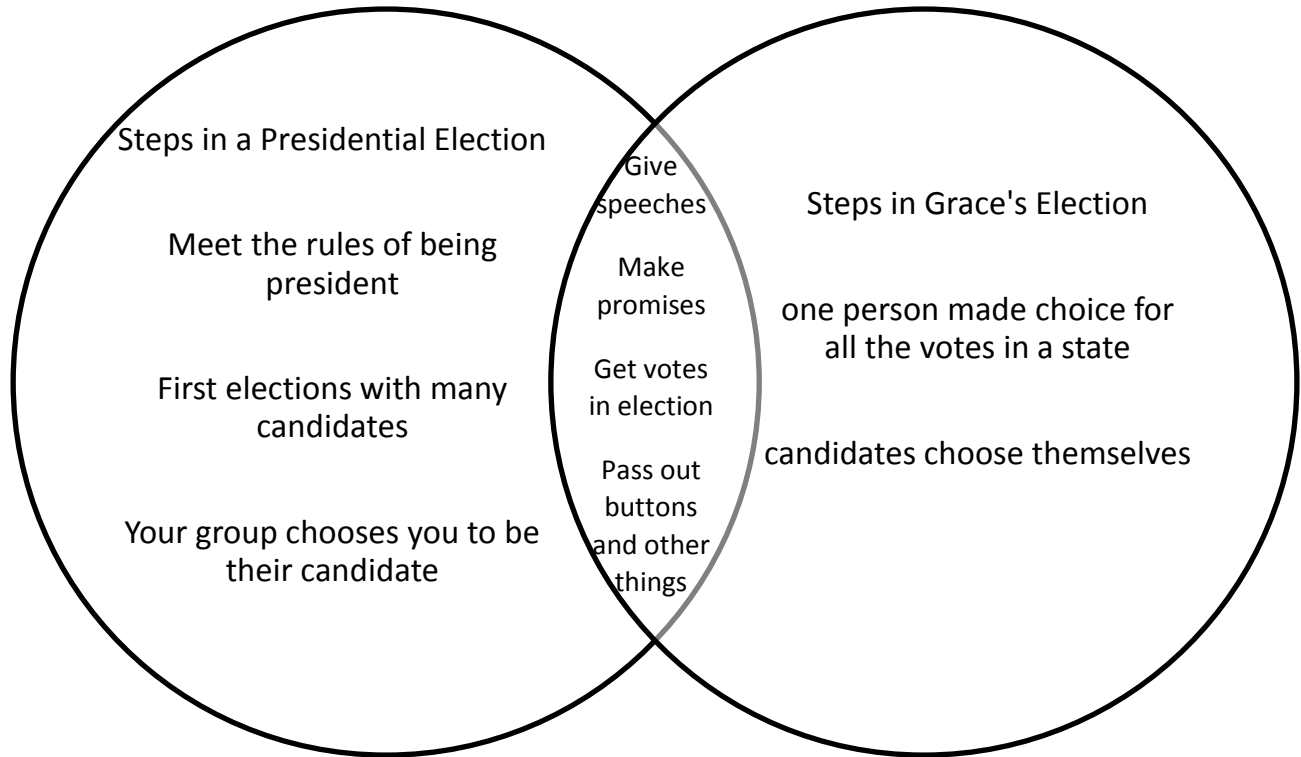 Steps in a Presidential Election
Meet the rules of being
president
First elections with many
candidates
Your group chooses you to be
their candidate
Give
speeches
Make
promises
Get votes
in election
Pass out
buttons
and other
things
Steps in Grace's Election
one person made choice for
all the votes in a state
candidates choose themselves